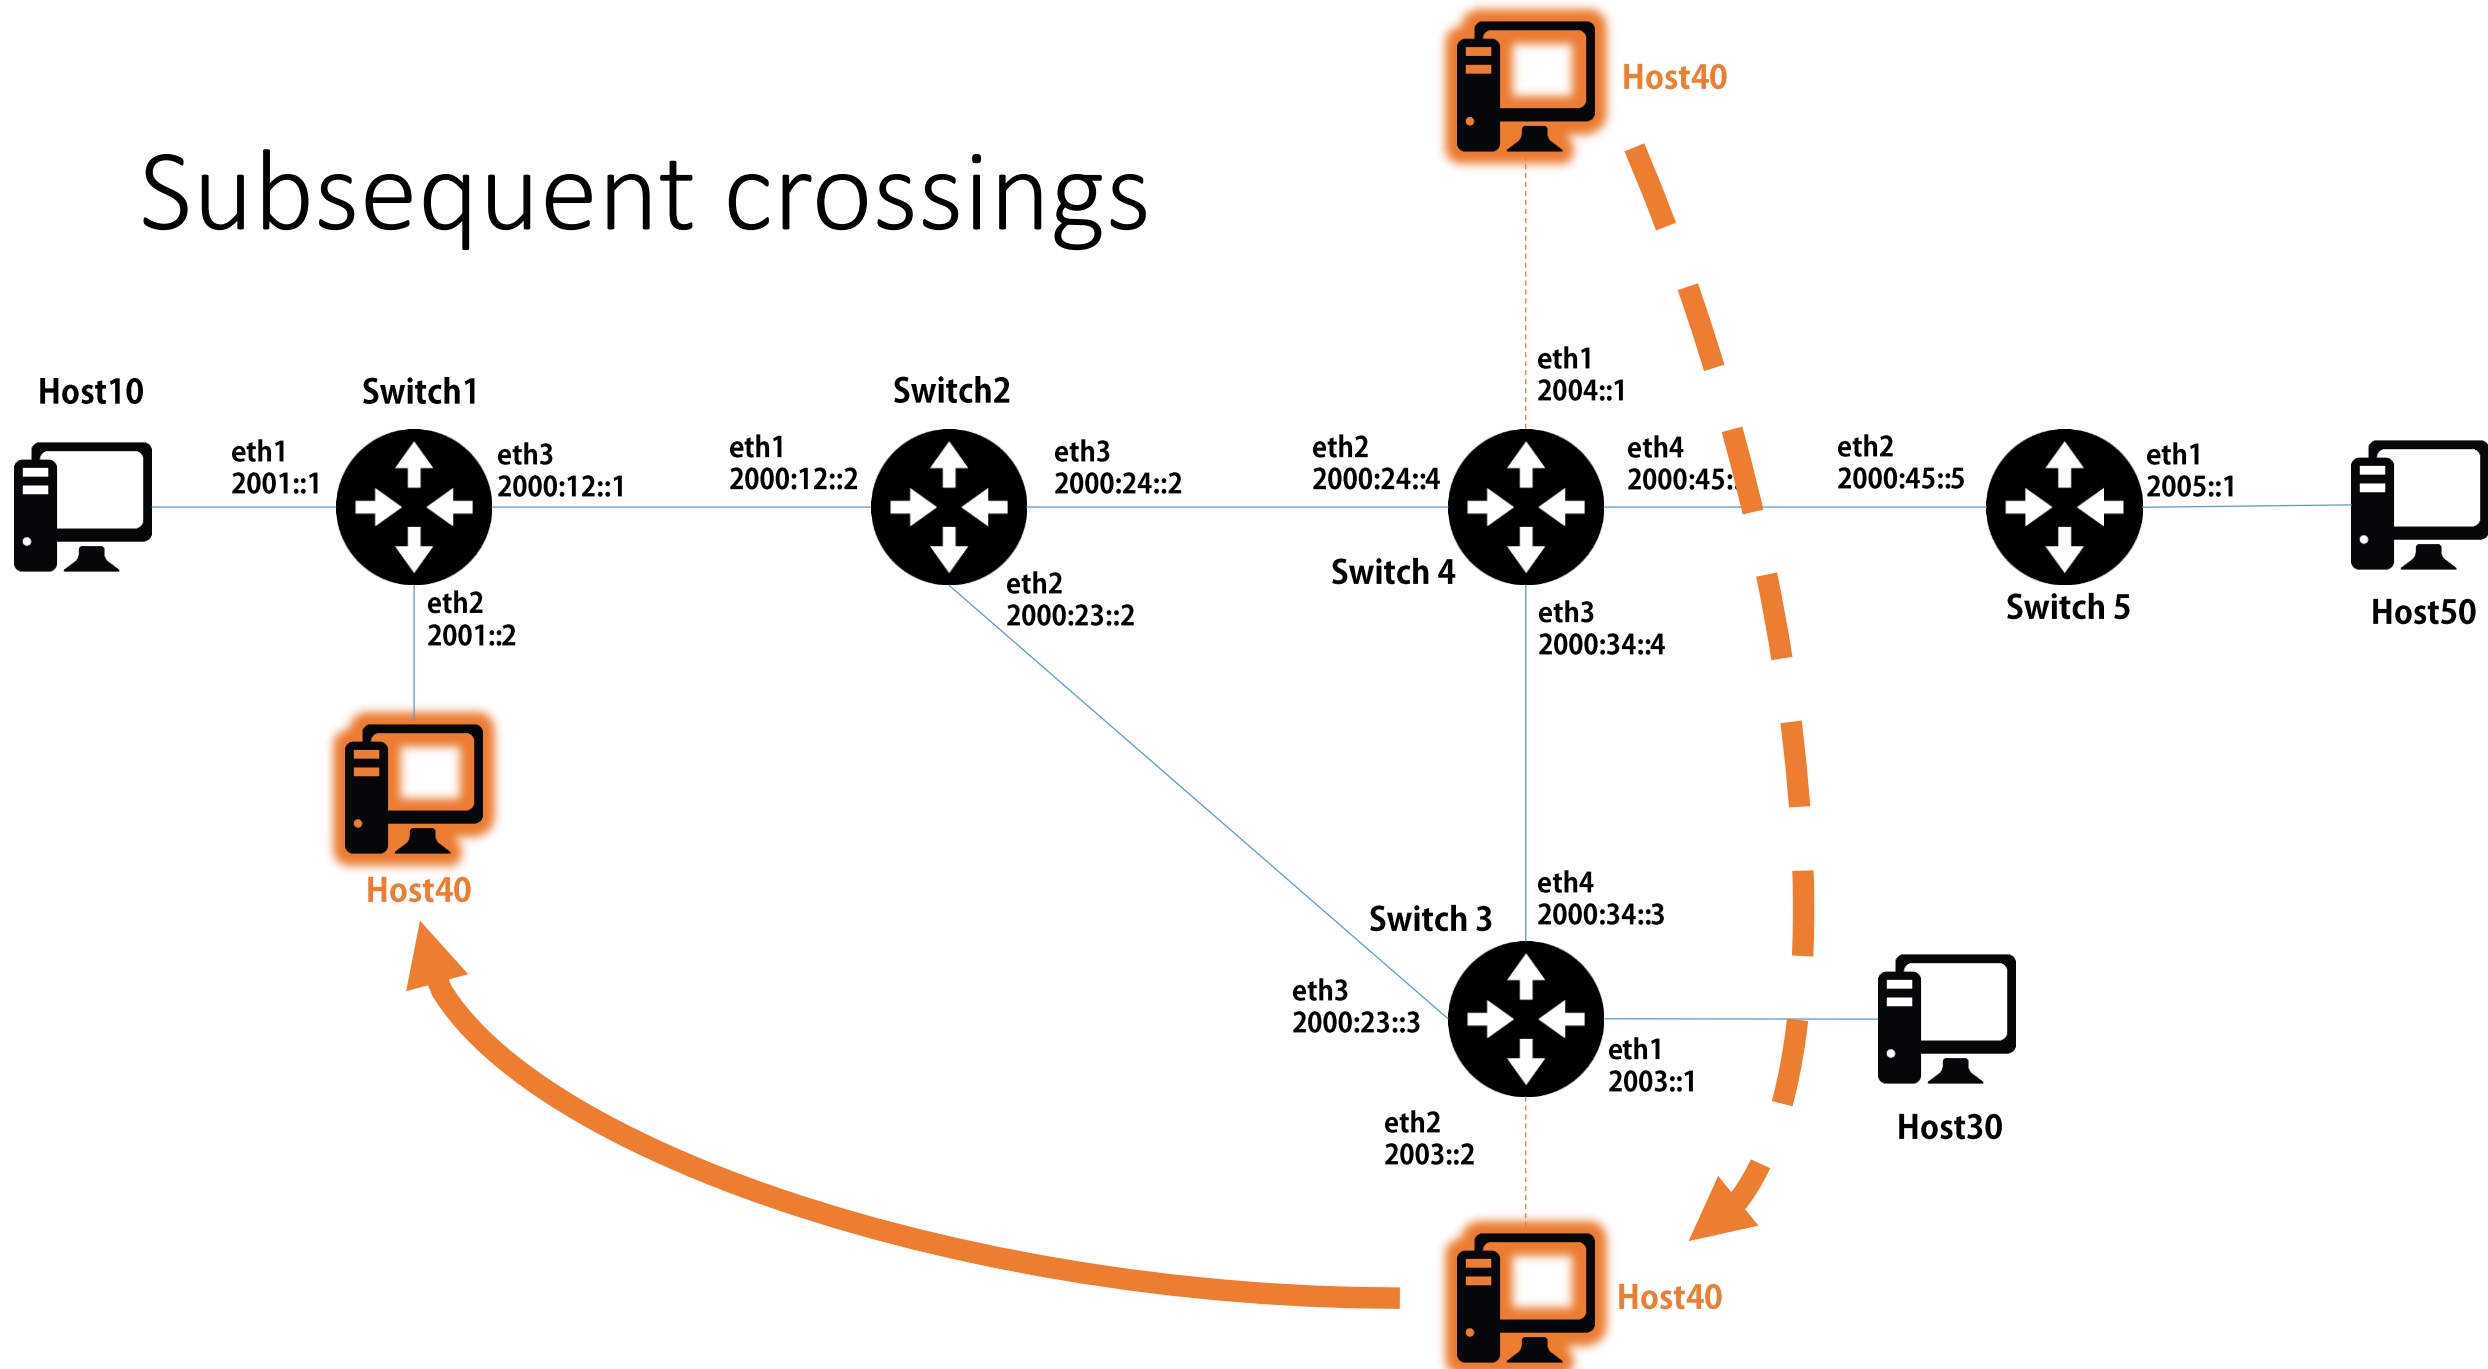 Host40
Subsequent crossings
eth1
2004::1
Host10
Switch1
Switch2
eth1
2001::1
eth3
2000:12::1
eth1
2000:12::2
eth3
2000:24::2
eth2
2000:24::4
eth4
2000:45:
eth2
2000:45::5
eth1
2005::1
Switch 4
Switch 5
Host50
eth2
2001::2
eth2
2000:23::2
eth3
2000:34::4
Host40
eth4
2000:34::3
Switch 3
eth3
2000:23::3
eth1
2003::1
eth2
2003::2
Host30
Host40